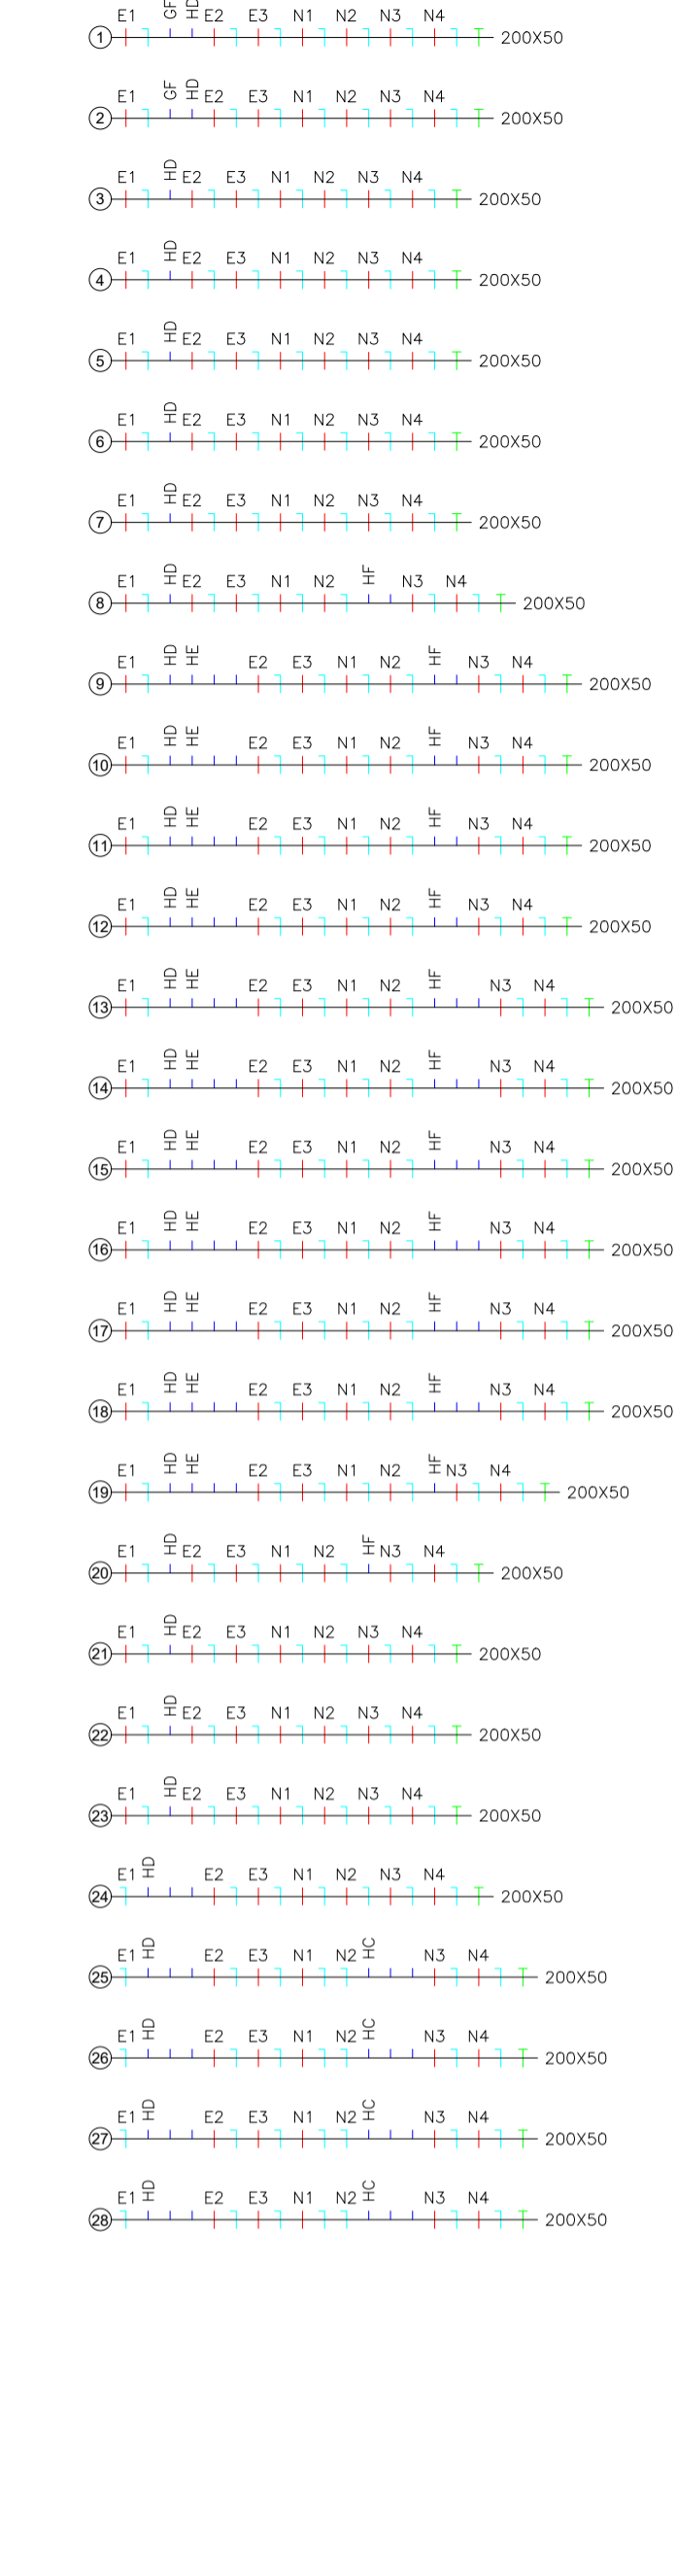 1 E1 GF HD E2 E3 N1 N2 N3 N4 200X50
2 E1 GF HD E2 E3 N1 N2 N3 N4 200X50
3 E1 HD E2 E3 N1 N2 N3 N4 200X50
4 E1 HD E2 E3 N1 N2 N3 N4 200X50
5 E1 HD E2 E3 N1 N2 N3 N4 200X50
6 E1 HD E2 E3 N1 N2 N3 N4 200X50
7 E1 HD E2 E3 N1 N2 N3 N4 200X50
8 E1 HD E2 E3 N1 N2 HF N3 N4 200X50
9 E1 HD HE E2 E3 N1 N2 HF N3 N4 200X50
10 E1 HD HE E2 E3 N1 N2 HF N3 N4 200X50
11 E1 HD HE E2 E3 N1 N2 HF N3 N4 200X50
12 E1 HD HE E2 E3 N1 N2 HF N3 N4 200X50
13 E1 HD HE E2 E3 N1 N2 HF N3 N4 200X50
14 E1 HD HE E2 E3 N1 N2 HF N3 N4 200X50
15 E1 HD HE E2 E3 N1 N2 HF N3 N4 200X50
16 E1 HD HE E2 E3 N1 N2 HF N3 N4 200X50
17 E1 HD HE E2 E3 N1 N2 HF N3 N4 200X50
18 E1 HD HE E2 E3 N1 N2 HF N3 N4 200X50
19 E1 HD HE E2 E3 N1 N2 HF N3 N4 200X50
20 E1 HD E2 E3 N1 N2 HF N3 N4 200X50
21 E1 HD E2 E3 N1 N2 N3 N4 200X50
22 E1 HD E2 E3 N1 N2 N3 N4 200X50
23 E1 HD E2 E3 N1 N2 N3 N4 200X50
24 E1 HD E2 E3 N1 N2 N3 N4 200X50
25 E1 HD E2 E3 N1 N2 HC N3 N4 200X50
26 E1 HD E2 E3 N1 N2 HC N3 N4 200X50
27 E1 HD E2 E3 N1 N2 HC N3 N4 200X50
28 E1 HD E2 E3 N1 N2 HC N3 N4 200X50